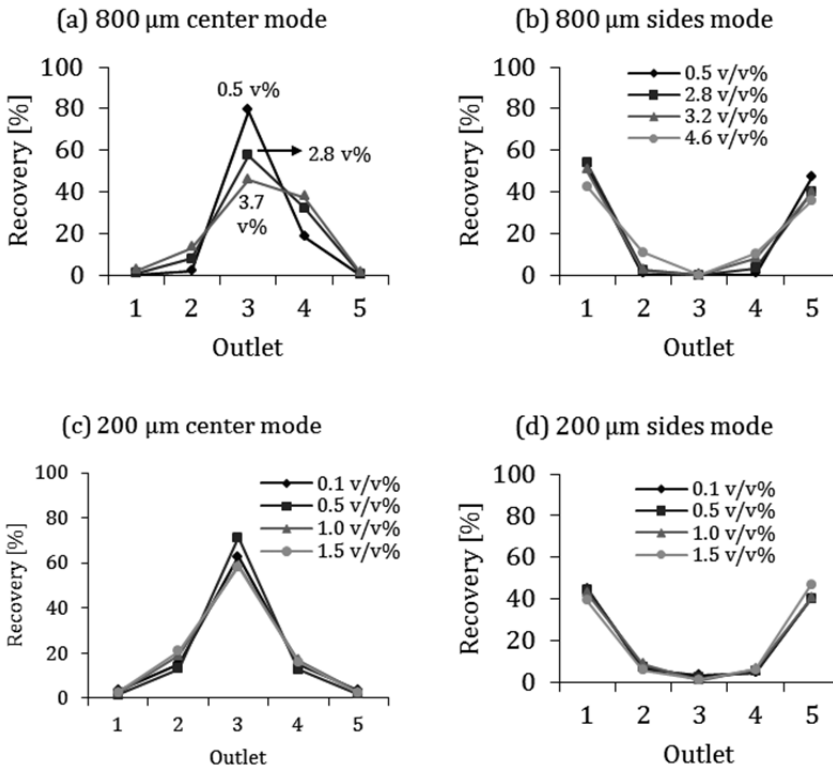 (a) 800 μm center mode
Recovery [%]
100
80
60
40
20
0
0.5 v%
2.8 v%
3.7
v%
1 2 3 4 5
Outlet
(b) 800 μm sides mode
Recovery [%]
100
80
60
40
20
0
0.5 v/v%
2.8 v/v%
3.2 v/v%
4.6 v/v%
1 2 3 4 5
Outlet
(c) 200 μm center mode
Recovery [%]
100
80
60
40
20
0
0.1 v/v%
0.5 v/v%
1.0 v/v%
1.5 v/v%
1 2 3 4 5
Outlet
(d) 200 μm sides mode
Recovery [%]
100
80
60
40
20
0
0.1 v/v%
0.5 v/v%
1.0 v/v%
1.5 v/v%
1 2 3 4 5
Outlet